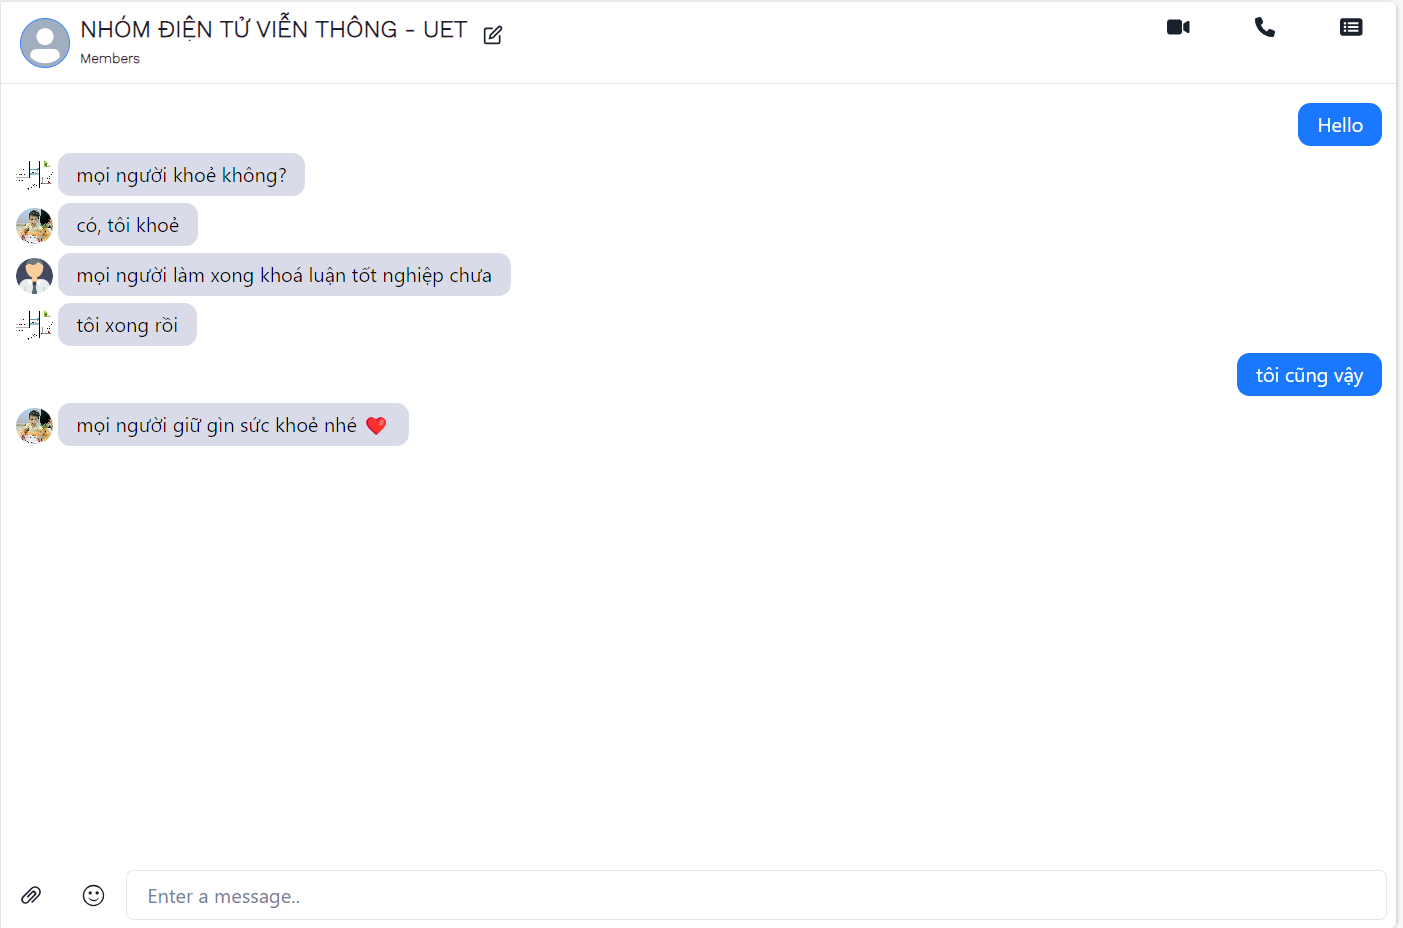 NHÓM ĐIỆN TỬ VIỄN THÔNG - UET
Members
Hello
mọi người khoẻ không?
có, tôi khoẻ
mọi người làm xong khoá luận tốt nghiệp chưa
tôi xong rồi
tôi cũng vậy
mọi người giữ gìn sức khoẻ nhé ❤️
Enter a message..